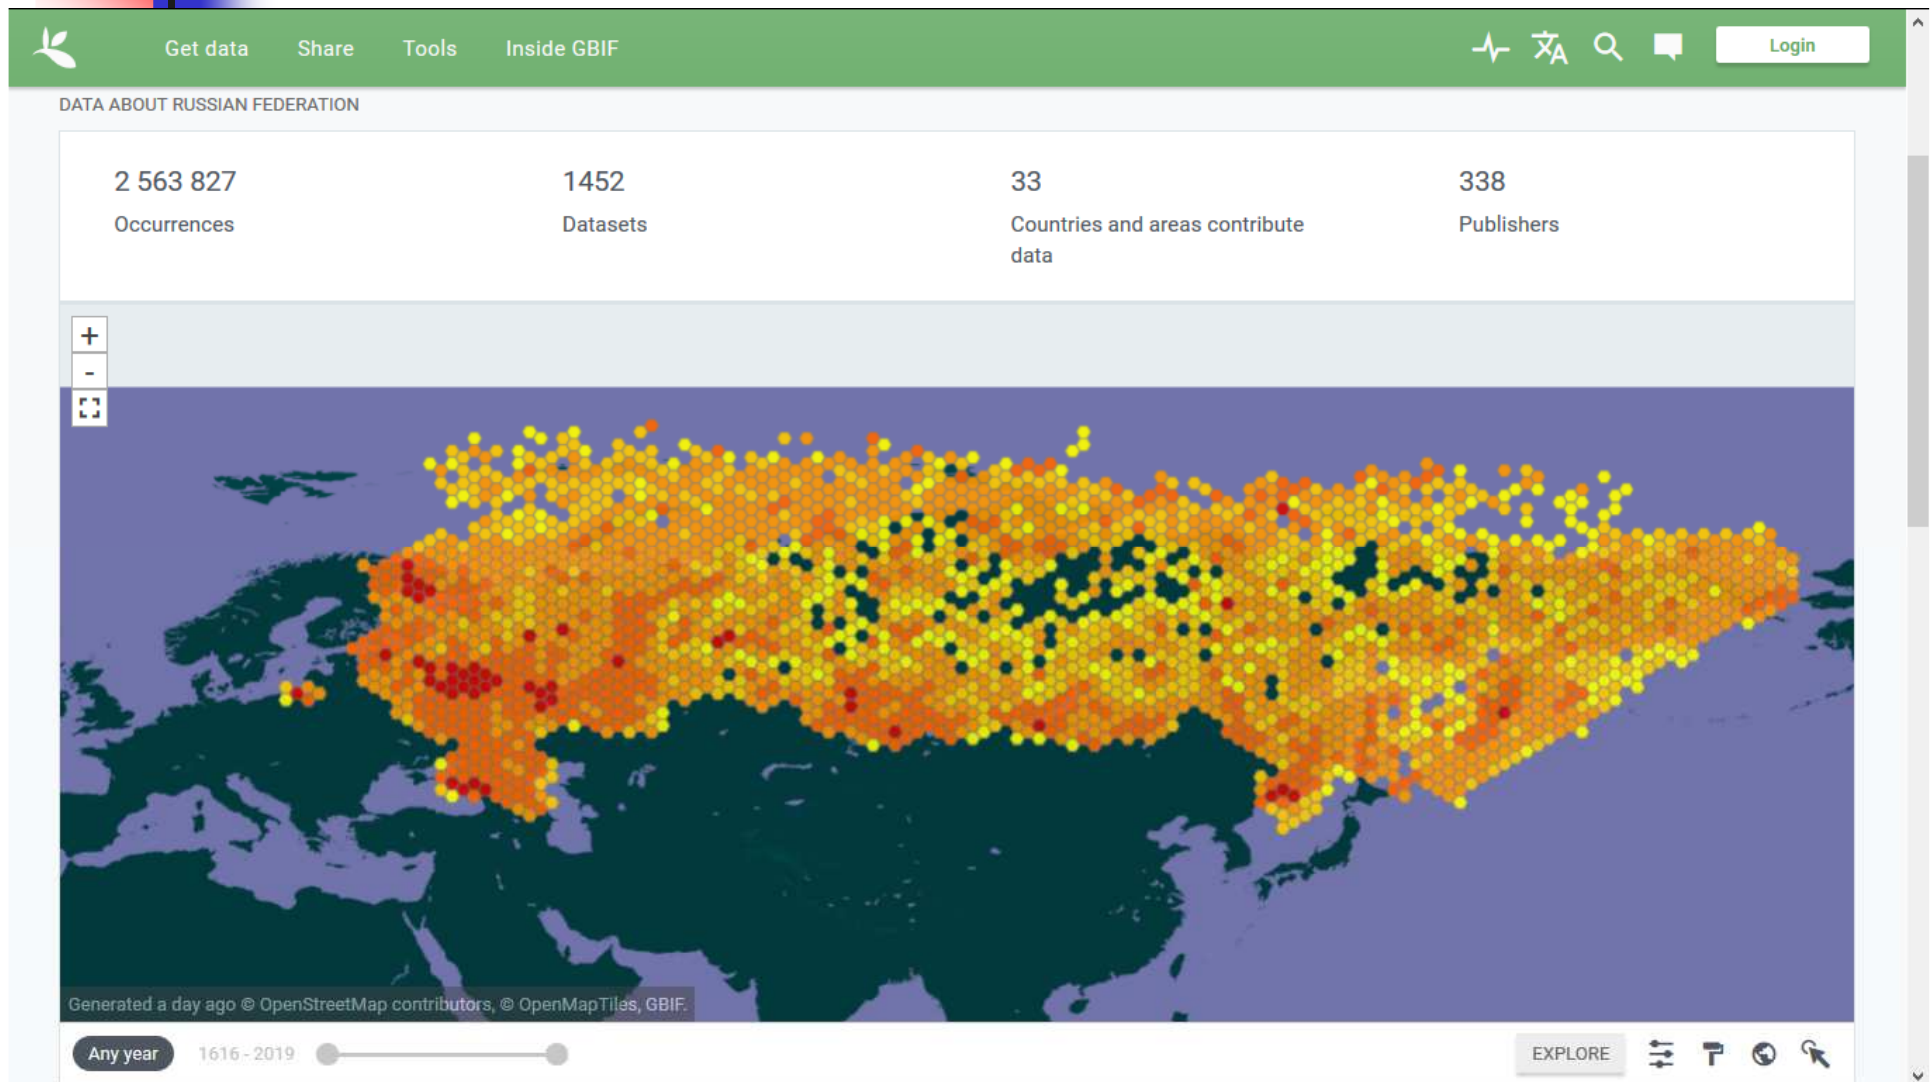 Get data Share Tools Inside GBIF Login
DATA ABOUT RUSSIAN FEDERATION
2 563 827 1452 33 338
Occurrences Datasets Countries and areas contribute Publishers
data
+
-
Generated a day ago © OpenStreetMap contributors, © OpenMapTiles, GBIF.
Any year 1616 - 2019 EXPLORE